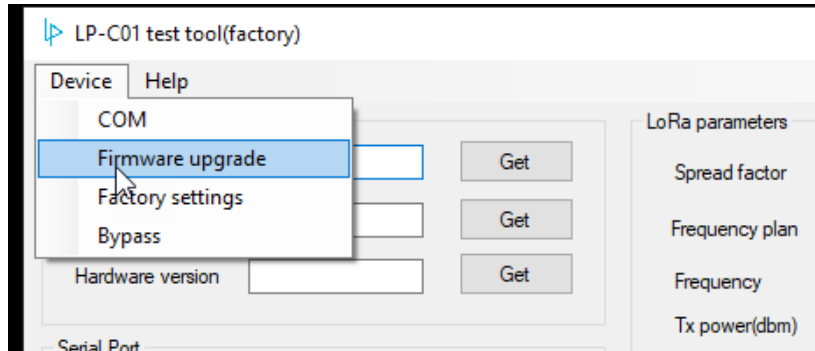 LP-C01 test tool(factory)
Device Help
COM
Firmware upgrade
Factory settings
Bypass
Get
Get
Hardware version Get
Serial Port
LoRa parameters
Spread factor
Frequency plan
Frequency
Tx power(dbm)